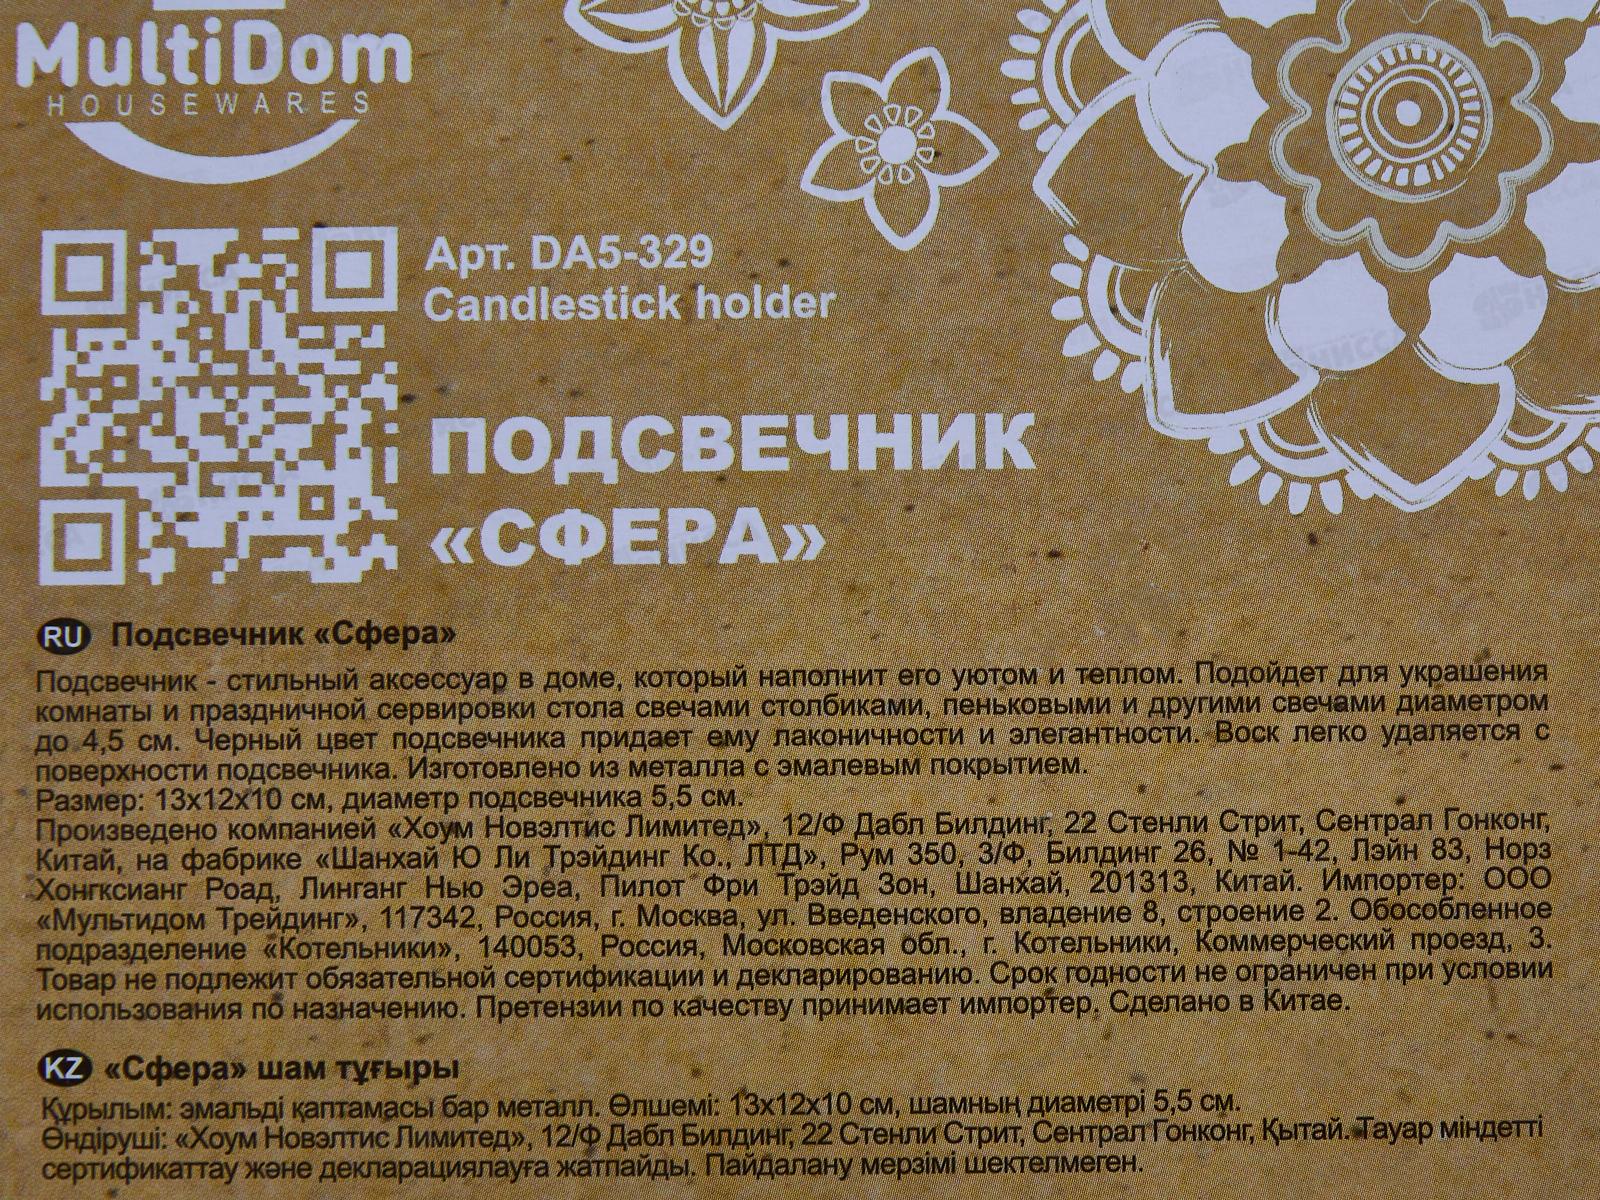 MultiDom
HOUSEWARES
Арт. DA5-329
Candlestick holder
ПОДСВЕЧНИК
«СФЕРА»
RU Подсвечник «Сфера»
Подсвечник - стильный аксессуар в доме, который наполнит его уютом и теплом. Подойдет для украшения
комнаты и праздничной сервировки стола свечами столбиками, пеньковыми и другими свечами диаметром
до 4,5 см. Черный цвет подсвечника придает ему лаконичности и элегантности. Воск легко удаляется с
поверхности подсвечника. Изготовлено из металла с эмалевым покрытием.
Размер: 13х12х10 см, диаметр подсвечника 5,5 см.
Произведено компанией «Хоум Новэлтис Лимитед», 12/Ф Дабл Билдинг, 22 Стенли Стрит, Сентрал Гонконг,
Китай, на фабрике «Шанхай Ю Ли Трэйдинг Ко., ЛТД», Рум 350, 3/Ф, Билдинг 26, № 1-42, Лэйн 83, Норз
Хонгксианг Роад, Линганг Нью Эреа, Пилот Фри Трэйд Зон, Шанхай, 201313, Китай. Импортер: ООО
«Мультидом Трейдинг», 117342, Россия, г. Москва, ул. Введенского, владение 8, строение 2. Обособленное
подразделение «Котельники», 140053, Россия, Московская обл., г. Котельники, Коммерческий проезд, 3.
Товар не подлежит обязательной сертификации и декларированию. Срок годности не ограничен при условии
использования по назначению. Претензии по качеству принимает импортер. Сделано в Китае.
KZ «Сфера» шам тұғыры
Құрылым: эмальді қаптамасы бар металл. Өлшемі: 13х12х10 см, шамның диаметрі 5,5 см.
Өндіруші: «Хоум Новэлтис Лимитед», 12/Ф Дабл Билдинг, 22 Стенли Стрит, Сентрал Гонконг, Қытай. Тауар міндетті
сертификаттау және декларациялауға жатпайды. Пайдалану мерзімі шектелмеген.